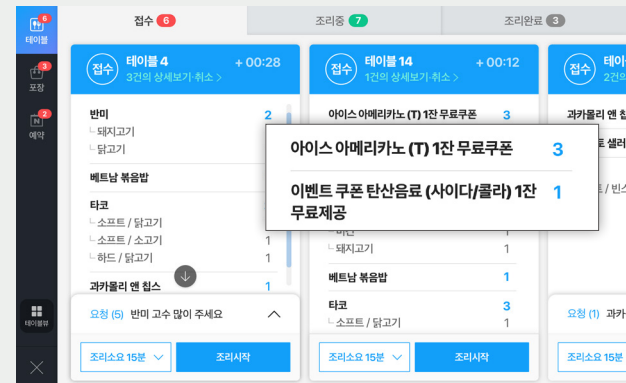 6
테이블
3
포장
2
N
예약
테이블뷰
접수 6
조리중 7
조리완료 3
접수
테이블 4
3건의 상세보기·취소 >
+ 00:28
반미 2
돼지고기
닭고기
베트남 볶음밥
타코
소프트 / 닭고기
소프트 / 소고기 1
하드 / 닭고기 1
과카몰리 앤 칩스 1
요청 (5) 반미 고수 많이 주세요
조리소요 15분
조리시작
접수
테이블 14
1건의 상세보기·취소 >
+ 00:12
아이스 아메리카노 (T) 1잔 무료쿠폰 3
아이스 아메리카노 (T) 1잔 무료쿠폰 3
이벤트 쿠폰 탄산음료 (사이다/콜라) 1잔 1
무료제공
1
돼지고기 1
베트남 볶음밥 1
타코 3
소프트 / 닭고기 1
조리소요 15분
조리시작
접수
2건의
과카몰리 앤
요청 (1) 과카
조리소요 15분